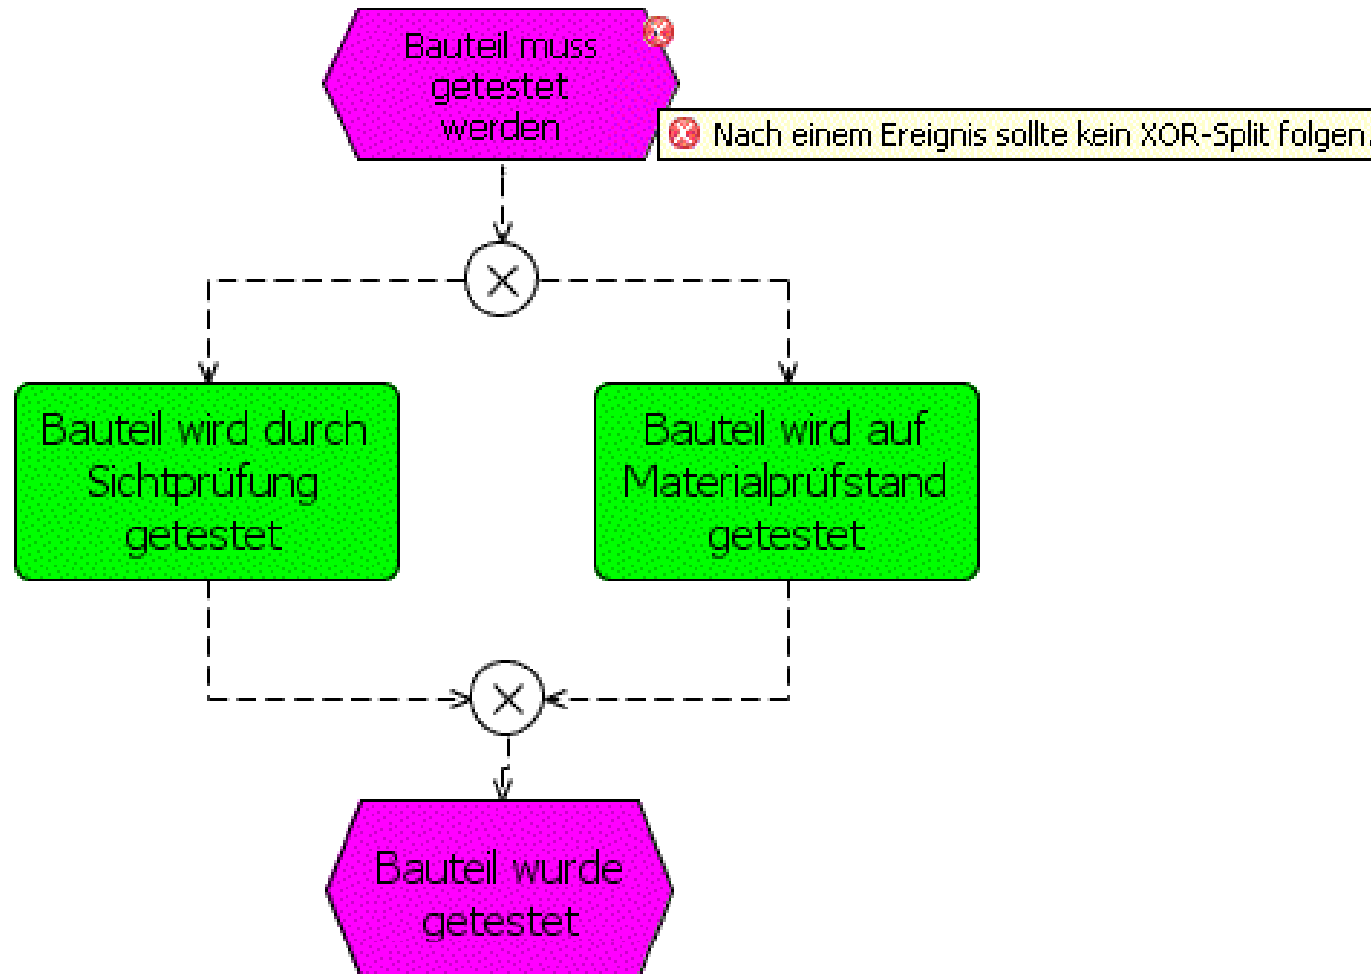 Bauteil muss
getestet
werden
Nach einem Ereignis sollte kein XOR-Split folgen.
Bauteil wird durch
Sichtprüfung
getestet
Bauteil wird auf
Materialprüfstand
getestet
Bauteil wurde
getestet